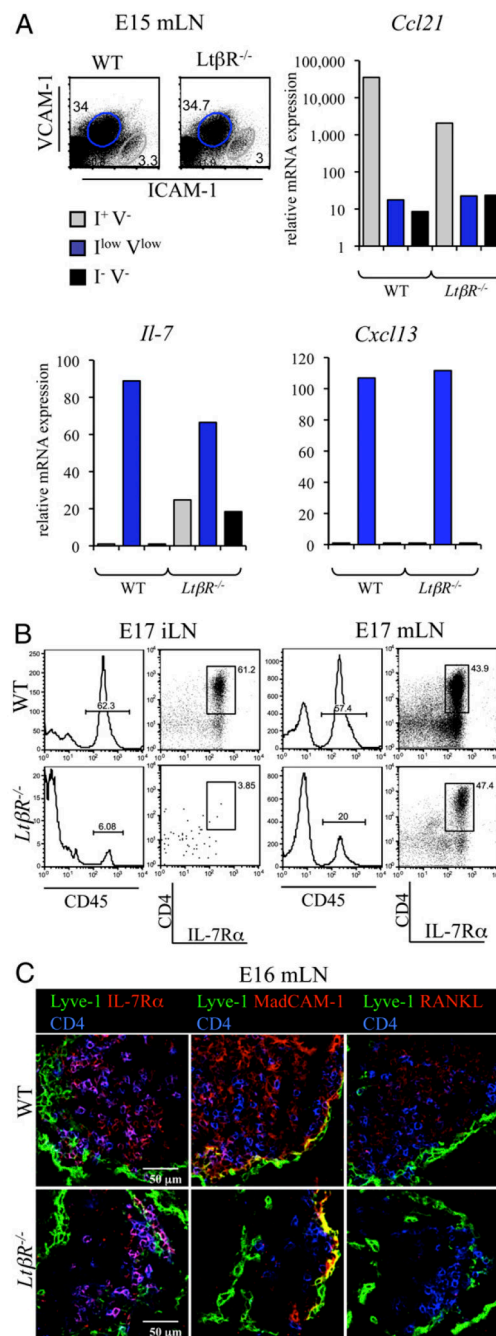 A
E15 mLN
WT
LtβR-/-
34
3.3
34.7
3
VCAM-1
ICAM-1
I+ V-
Ilow Vlow
I- V-
Ccl21
relative mRNA expression
100,000
10,000
1,000
100
10
1
WT
LtβR-/-
Il-7
relative mRNA expression
100
80
60
40
20
0
WT
LtβR-/-
Cxcl13
120
100
80
60
40
20
0
WT
LtβR-/-
B
E17 iLN
E17 mLN
WT
62.3
61.2
57.4
43.9
LtβR-/-
6.08
3.85
20
47.4
CD45
CD4
IL-7Rα
CD45
CD4
IL-7Rα
C
E16 mLN
Lyve-1 IL-7Rα
CD4
Lyve-1 MadCAM-1
CD4
Lyve-1 RANKL
CD4
WT
50 μm
LtβR-/-
50 μm